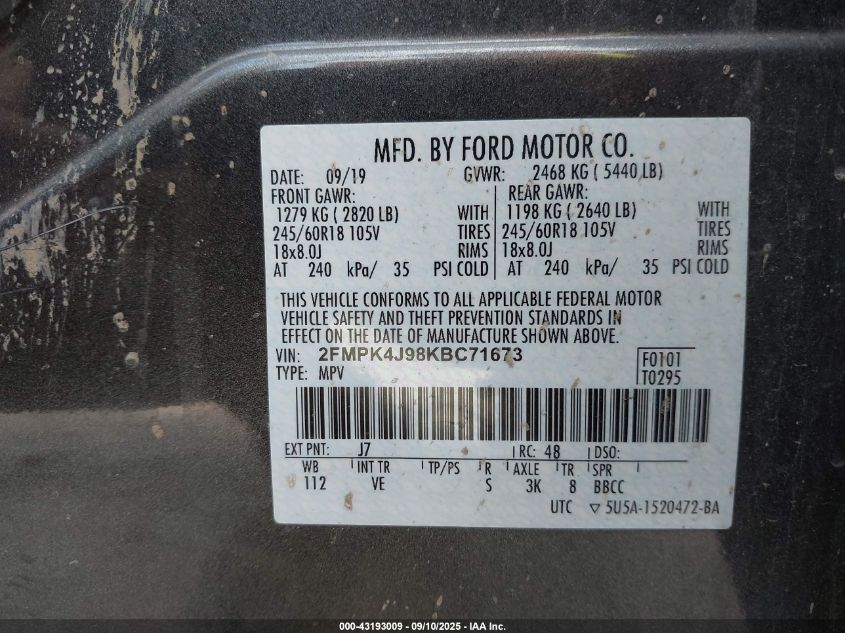 MFD. BY FORD MOTOR CO.
DATE: 09/19 GVWR: 2468 KG ( 5440 LB)
FRONT GAWR: REAR GAWR:
1279 KG ( 2820 LB) WITH 1198 KG ( 2640 LB) WITH
245/60R18 105V TIRES 245/60R18 105V TIRES
18x8.0J RIMS 18x8.0J RIMS
AT 240 kPa/ 35 PSI COLD AT 240 kPa/ 35 PSI COLD
THIS VEHICLE CONFORMS TO ALL APPLICABLE FEDERAL MOTOR
VEHICLE SAFETY AND THEFT PREVENTION STANDARDS IN
EFFECT ON THE DATE OF MANUFACTURE SHOWN ABOVE.
VIN: 2FMPK4J98KBC71673 F0101
TYPE: MPV T0295
EXT PNT: J7 RC: 48 DSO:
WB INT TR TP/PS R AXLE TR SPR
112 VE S 3K 8 BBCC
UTC ▽ 5U5A-1520472-BA
000-43193009 - 09/10/2025 - IAA Inc.